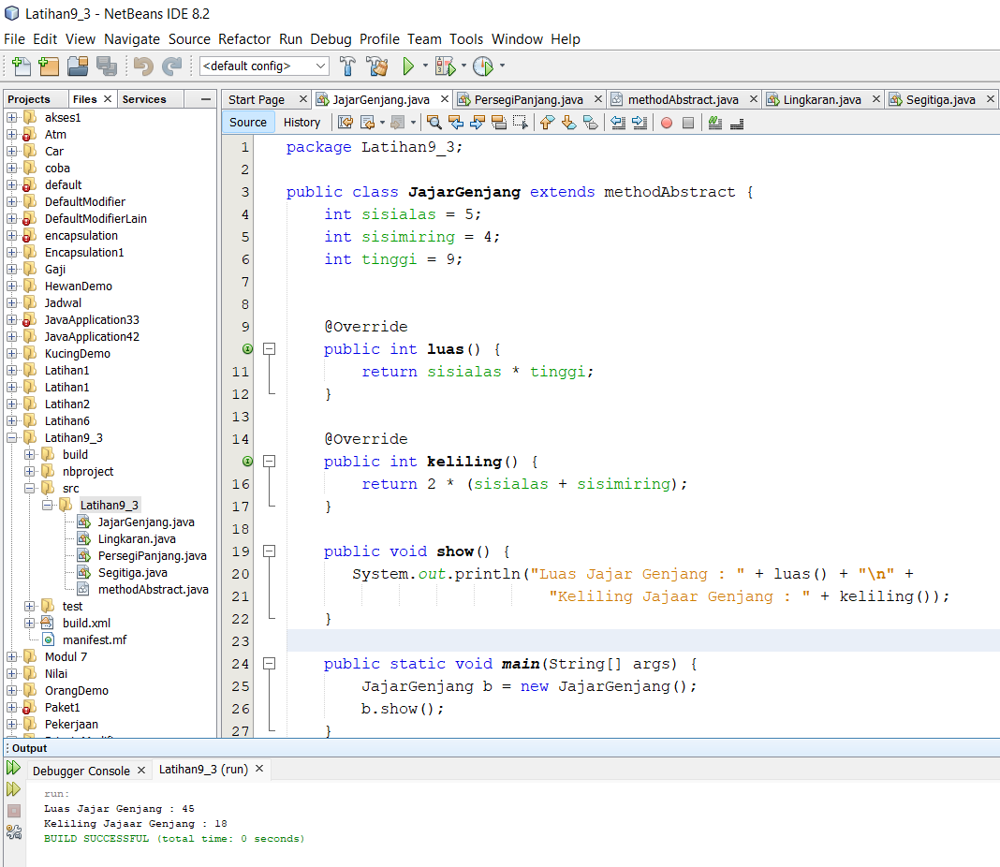 Latihan9_3 - NetBeans IDE 8.2
File Edit View Navigate Source Refactor Run Debug Profile Team Tools Window Help
<default config>
Projects Files Services
akses1
Atm
Car
coba
default
DefaultModifier
DefaultModifierLain
encapsulation
Encapsulation1
Gaji
HewanDemo
Jadwal
JavaApplication33
JavaApplication42
KucingDemo
Latihan1
Latihan1
Latihan2
Latihan6
Latihan9_3
build
nbproject
src
Latihan9_3
JajarGenjang.java
Lingkaran.java
PersegiPanjang.java
Segitiga.java
methodAbstract.java
test
build.xml
manifest.mf
Modul 7
Nilai
OrangDemo
Paket1
Pekerjaan
Start Page JajarGenjang.java PersegiPanjang.java methodAbstract.java Lingkaran.java Segitiga.java
Source History
1 package Latihan9_3;
2
3 public class JajarGenjang extends methodAbstract {
4 int sisialas = 5;
5 int sisimiring = 4;
6 int tinggi = 9;
7
8
9 @Override
public int luas() {
11 return sisialas * tinggi;
12 }
13
14 @Override
public int keliling() {
16 return 2 * (sisialas + sisimiring);
17 }
18
19 public void show() {
20 System.out.println("Luas Jajar Genjang : " + luas() + "\n" +
21 "Keliling Jajaar Genjang : " + keliling());
22 }
23
24 public static void main(String[] args) {
25 JajarGenjang b = new JajarGenjang();
26 b.show();
27 }
Output
Debugger Console Latihan9_3 (run)
run:
Luas Jajar Genjang : 45
Keliling Jajaar Genjang : 18
BUILD SUCCESSFUL (total time: 0 seconds)